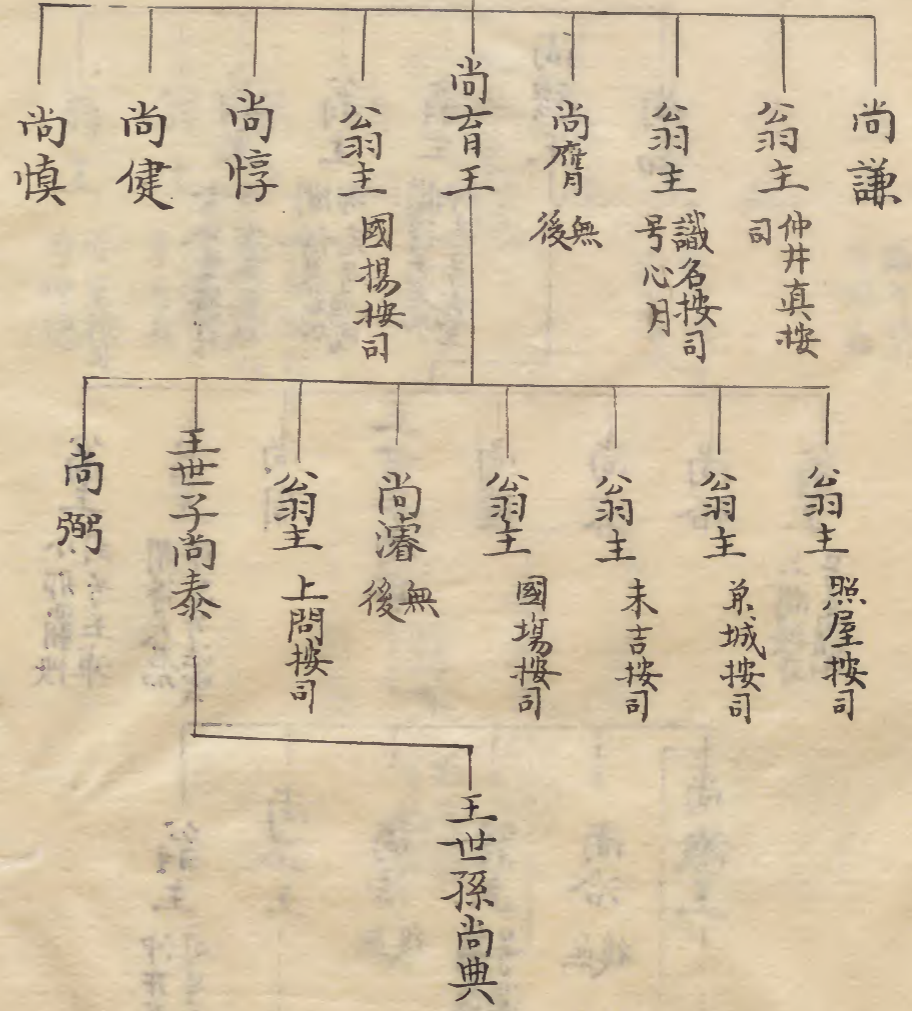 尚謙
翁主 仲井真按司
翁主 識名按司 号心月
尚膺 無後
尚育王
翁主 國場按司
尚惇
尚健
尚慎
翁主 照屋按司
翁主 兼城按司
翁主 末吉按司
翁主 國場按司
尚濬 無後
翁主 上間按司
王世子尚泰
尚弼
王世孫尚典